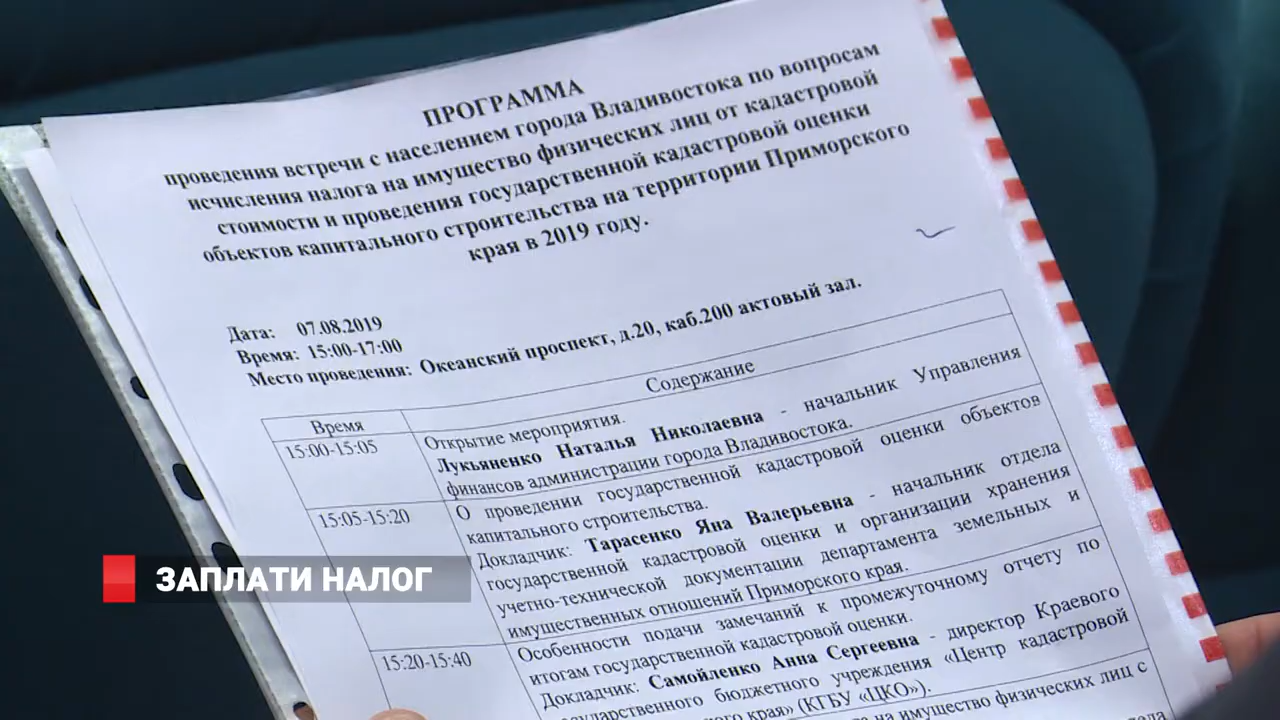 ПРОГРАММА
проведения встречи с населением города Владивостока по вопросам
исчисления налога на имущество физических лиц от кадастровой
стоимости и проведения государственной кадастровой оценки
объектов капитального строительства на территории Приморского
края в 2019 году.
Дата: 07.08.2019
Время: 15:00-17:00
Место проведения: Океанский проспект, д.20, каб.200 актовый зал.
Время Содержание
15:00-15:05 Открытие мероприятия.
Лукьяненко Наталья Николаевна - начальник Управления
финансов администрации города Владивостока.
15:05-15:20 О проведении государственной кадастровой оценки объектов
капитального строительства.
Докладчик: Тарасенко Яна Валерьевна - начальник отдела
государственной кадастровой оценки и организации хранения
учетно-технической документации департамента земельных и
имущественных отношений Приморского края.
15:20-15:40 Особенности подачи замечаний к промежуточному отчету по
итогам государственной кадастровой оценки.
Докладчик: Самойленко Анна Сергеевна - директор Краевого
государственного бюджетного учреждения «Центр кадастровой
края» (КГБУ «ЦКО»).
на имущество физических лиц с
ЗАПЛАТИ НАЛОГ